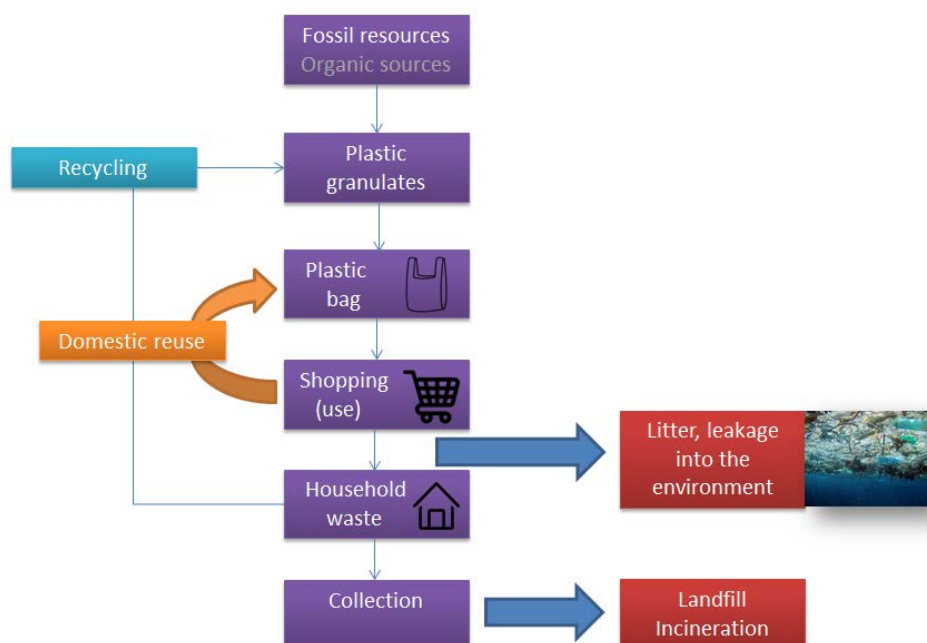 Fossil resources
Organic sources
Recycling
Plastic
granulates
Plastic
bag
Domestic reuse
Shopping
(use)
Litter, leakage
into the
environment
Household
waste
Collection
Landfill
Incineration